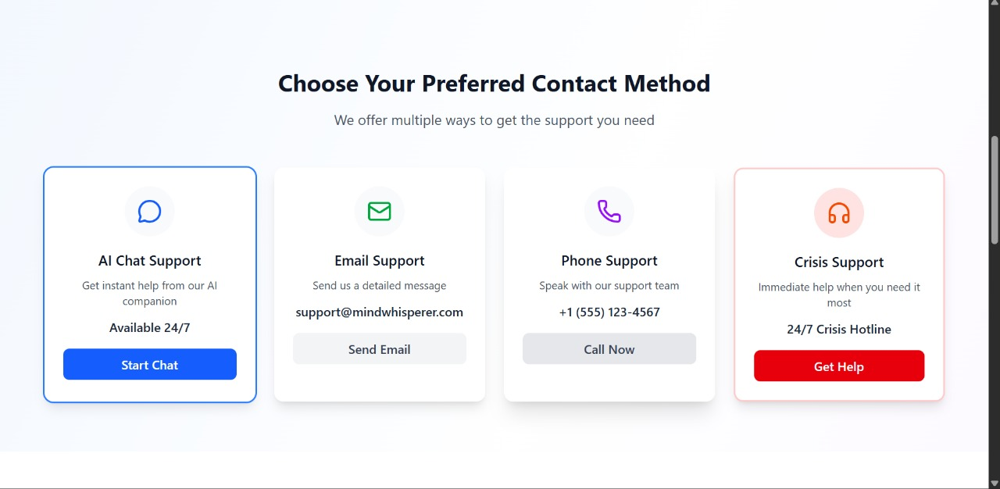 Choose Your Preferred Contact Method
We offer multiple ways to get the support you need
AI Chat Support
Get instant help from our AI
companion
Available 24/7
Start Chat
Email Support
Send us a detailed message
support@mindwhisperer.com
Send Email
Phone Support
Speak with our support team
+1 (555) 123-4567
Call Now
Crisis Support
Immediate help when you need it
most
24/7 Crisis Hotline
Get Help